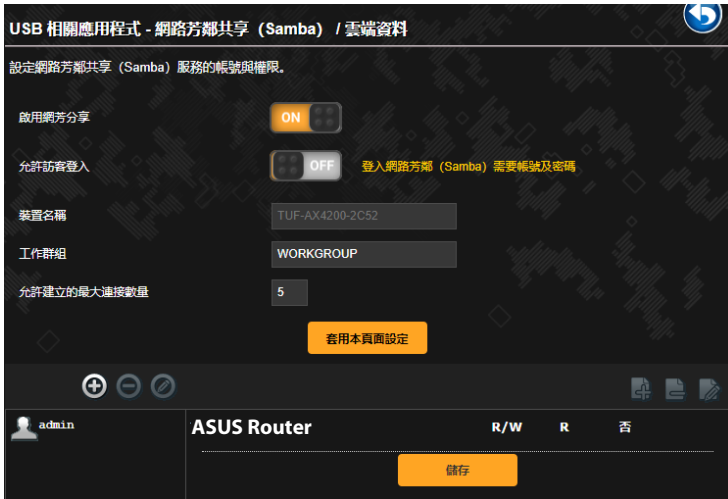 USB 相關應用程式 - 網路芳鄰共享（Samba） / 雲端資料
設定網路芳鄰共享（Samba）服務的帳號與權限。
啟用網芳分享 ON
允許訪客登入 OFF 登入網路芳鄰（Samba）需要帳號及密碼
裝置名稱 TUF-AX4200-2C52
工作群組 WORKGROUP
允許建立的最大連接數量 5
套用本頁面設定
admin ASUS Router R/W R 否
儲存